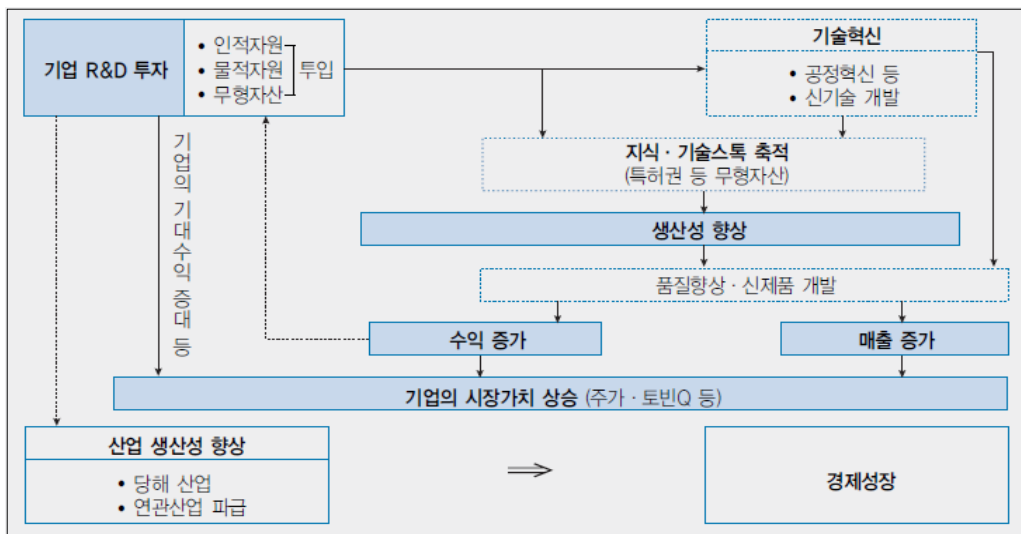 기업 R&D 투자
• 인적자원
• 물적자원
• 무형자산
투입
기술혁신
• 공정혁신 등
• 신기술 개발
지식 · 기술스톡 축적
(특허권 등 무형자산)
생산성 향상
품질향상 · 신제품 개발
기업의 기대수익 증대 등
수익 증가
매출 증가
기업의 시장가치 상승 (주가 · 토빈Q 등)
산업 생산성 향상
• 당해 산업
• 연관산업 파급
⇒
경제성장